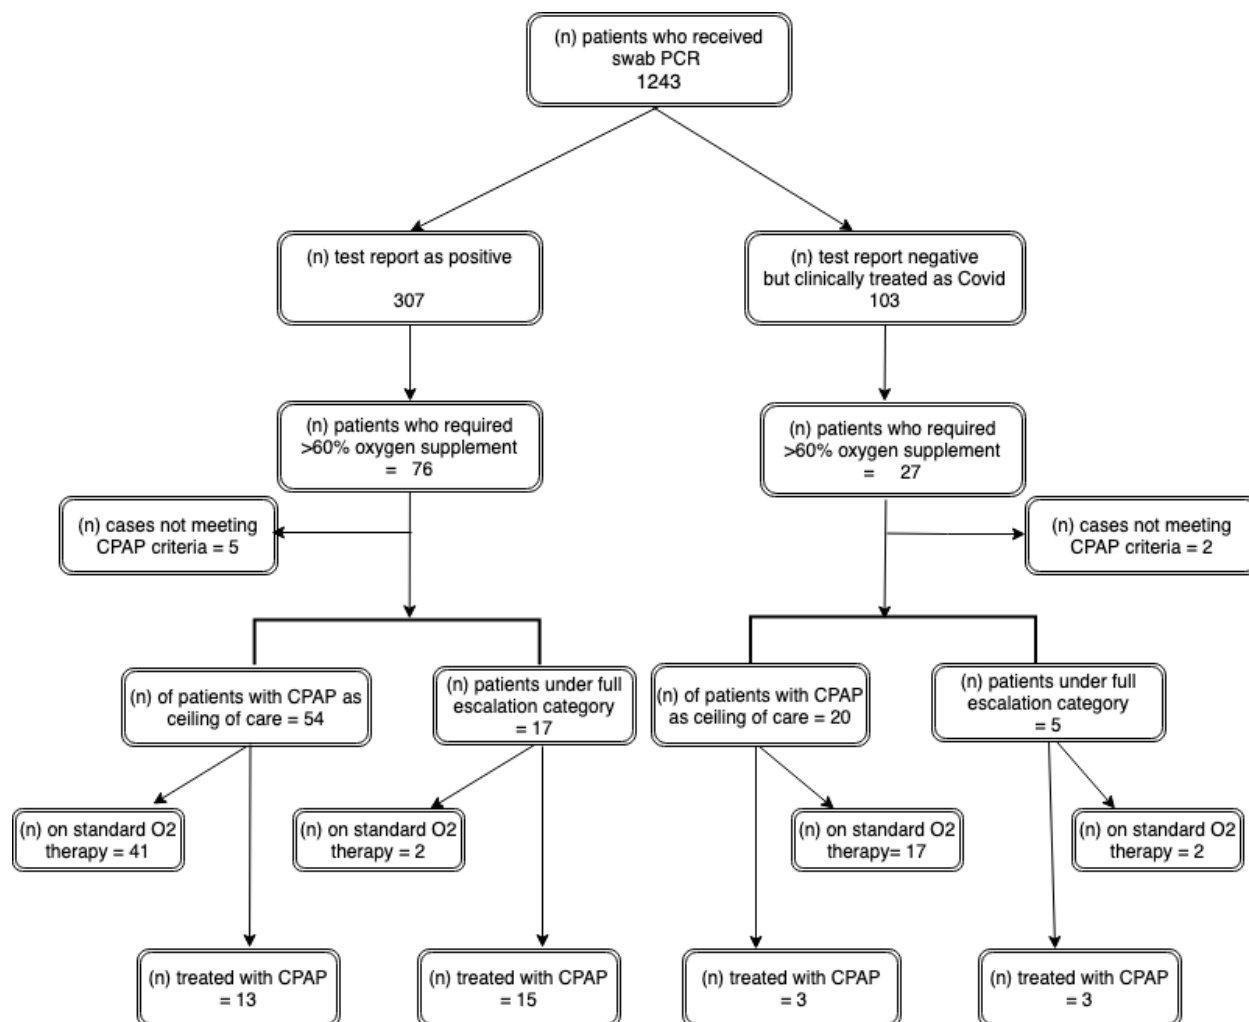 (n) patients who received
swab PCR
1243
(n) test report as positive
307
(n) test report negative
but clinically treated as Covid
103
(n) patients who required
>60% oxygen supplement
= 76
(n) patients who required
>60% oxygen supplement
= 27
(n) cases not meeting
CPAP criteria = 5
(n) cases not meeting
CPAP criteria = 2
(n) of patients with CPAP as
ceiling of care = 54
(n) patients under full
escalation category
= 17
(n) of patients with CPAP
as ceiling of care = 20
(n) patients under full
escalation category
= 5
(n) on standard O2
therapy = 41
(n) on standard O2
therapy = 2
(n) on standard O2
therapy= 17
(n) on standard O2
therapy = 2
(n) treated with CPAP
= 13
(n) treated with CPAP
= 15
(n) treated with CPAP
= 3
(n) treated with CPAP
= 3